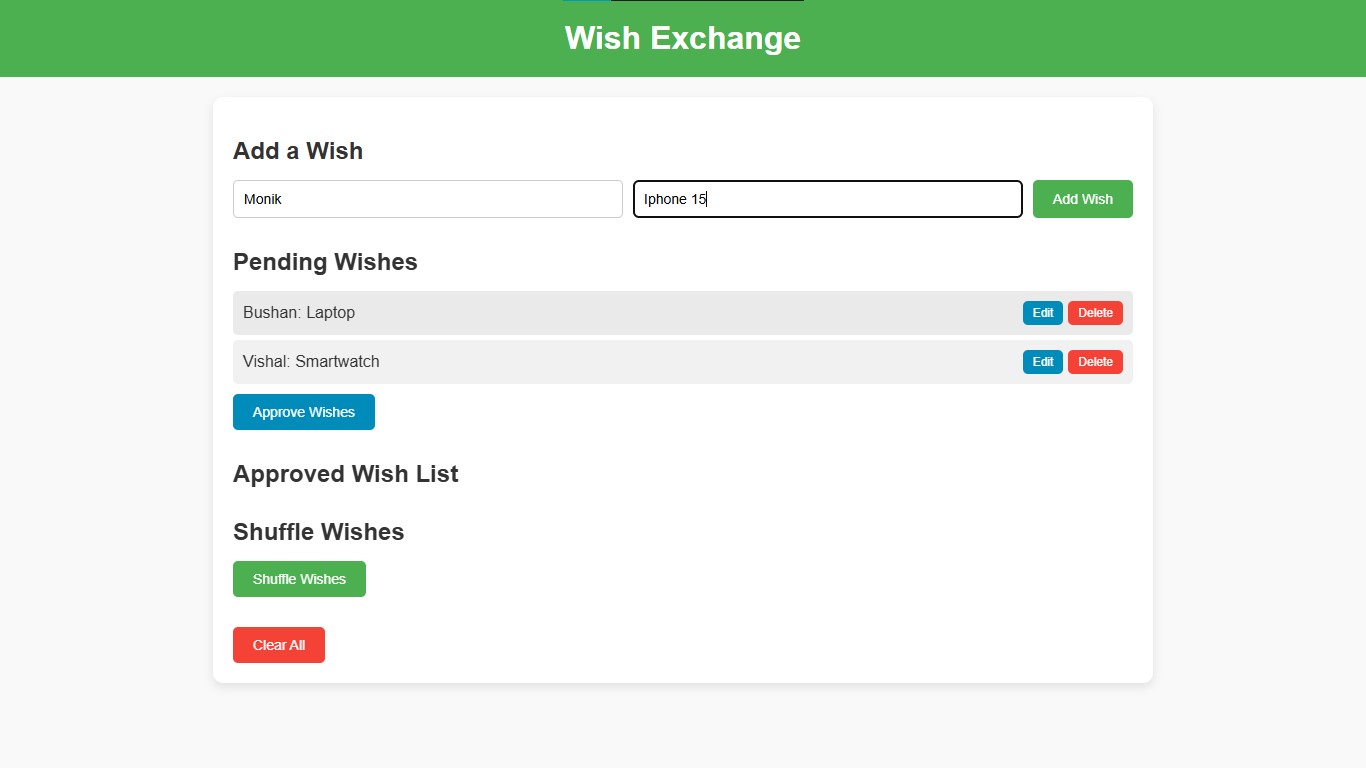 Wish Exchange
Add a Wish
Monik Iphone 15 Add Wish
Pending Wishes
Bushan: Laptop Edit Delete
Vishal: Smartwatch Edit Delete
Approve Wishes
Approved Wish List
Shuffle Wishes
Shuffle Wishes
Clear All